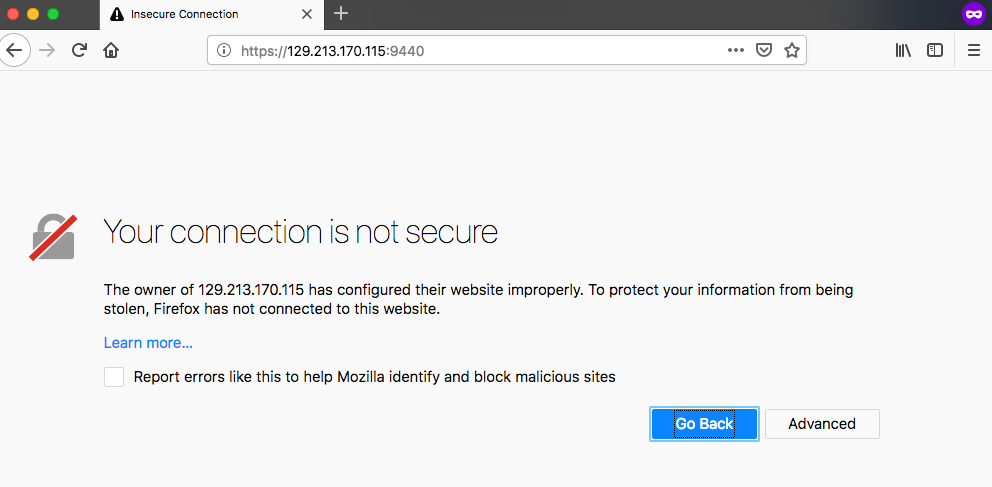 Insecure Connection
https://129.213.170.115:9440
Your connection is not secure
The owner of 129.213.170.115 has configured their website improperly. To protect your information from being
stolen, Firefox has not connected to this website.
Learn more...
Report errors like this to help Mozilla identify and block malicious sites
Go Back
Advanced